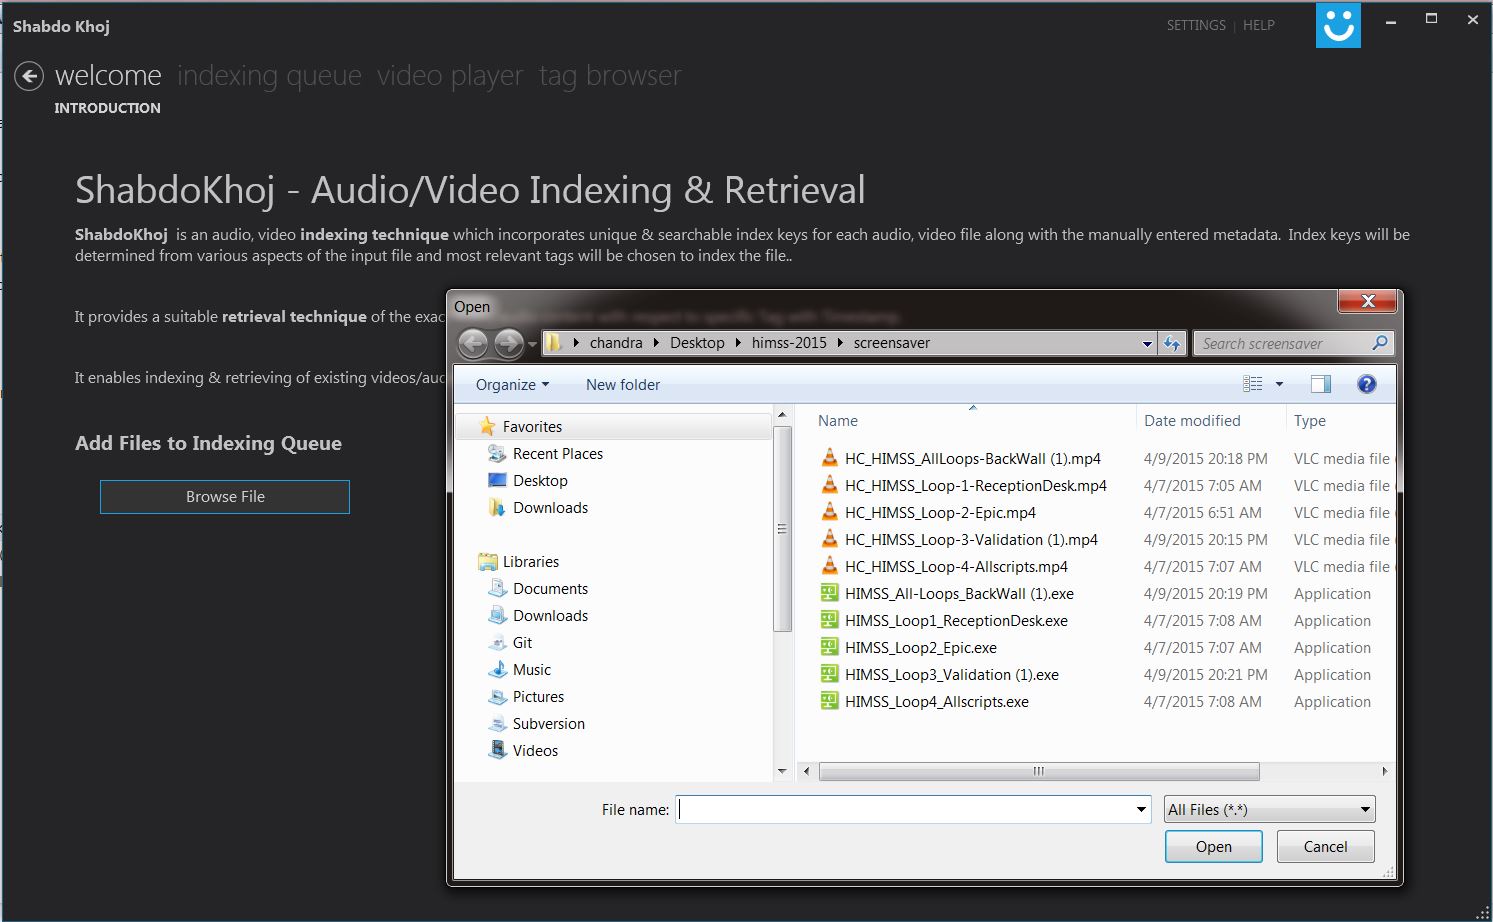 Shabdo Khoj
SETTINGS | HELP
welcome indexing queue video player tag browser
INTRODUCTION
ShabdoKhoj - Audio/Video Indexing & Retrieval
ShabdoKhoj is an audio, video indexing technique which incorporates unique & searchable index keys for each audio, video file along with the manually entered metadata. Index keys will be
determined from various aspects of the input file and most relevant tags will be chosen to index the file..
It provides a suitable retrieval technique of the exac
content with respect to specific Tag with Timestamp.
It enables indexing & retrieving of existing videos/aud
Add Files to Indexing Queue
Browse File
Open
chandra Desktop himss-2015 screensaver
Search screensaver
Organize New folder
Favorites
Recent Places
Desktop
Downloads
Libraries
Documents
Downloads
Git
Music
Pictures
Subversion
Videos
Name Date modified Type
HC_HIMSS_AllLoops-BackWall (1).mp4 4/9/2015 20:18 PM VLC media file
HC_HIMSS_Loop-1-ReceptionDesk.mp4 4/7/2015 7:05 AM VLC media file
HC_HIMSS_Loop-2-Epic.mp4 4/7/2015 6:51 AM VLC media file
HC_HIMSS_Loop-3-Validation (1).mp4 4/9/2015 20:15 PM VLC media file
HC_HIMSS_Loop-4-Allscripts.mp4 4/7/2015 7:07 AM VLC media file
HIMSS_All-Loops_BackWall (1).exe 4/9/2015 20:19 PM Application
HIMSS_Loop1_ReceptionDesk.exe 4/7/2015 7:08 AM Application
HIMSS_Loop2_Epic.exe 4/7/2015 7:07 AM Application
HIMSS_Loop3_Validation (1).exe 4/9/2015 20:21 PM Application
HIMSS_Loop4_Allscripts.exe 4/7/2015 7:08 AM Application
File name:
All Files (*.*)
Open Cancel